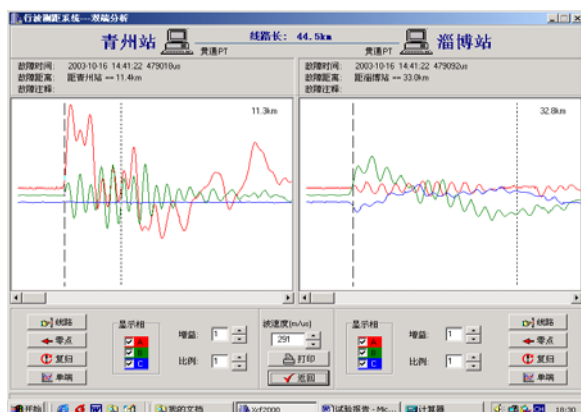 行波测距系统---双端分析
青州站
线路长: 44.5km
淄博站
贯通PT
贯通PT
故障时间: 2003-10-16 14:41:22 479018us
故障距离: 距青州站 == 11.4km
故障注释:
故障时间: 2003-10-16 14:41:22 479092us
故障距离: 距淄博站 == 33.0km
故障注释:
11.3km
32.8km
线路
零点
复归
单端
显示相
A
B
C
增益: 1
比例: 1
波速度(m/us)
291
打印
返回
显示相
A
B
C
增益: 1
比例: 1
线路
零点
复归
单端
开始
我的文档
Xcf2000
试验报告 - Mic...
计算器
18:30